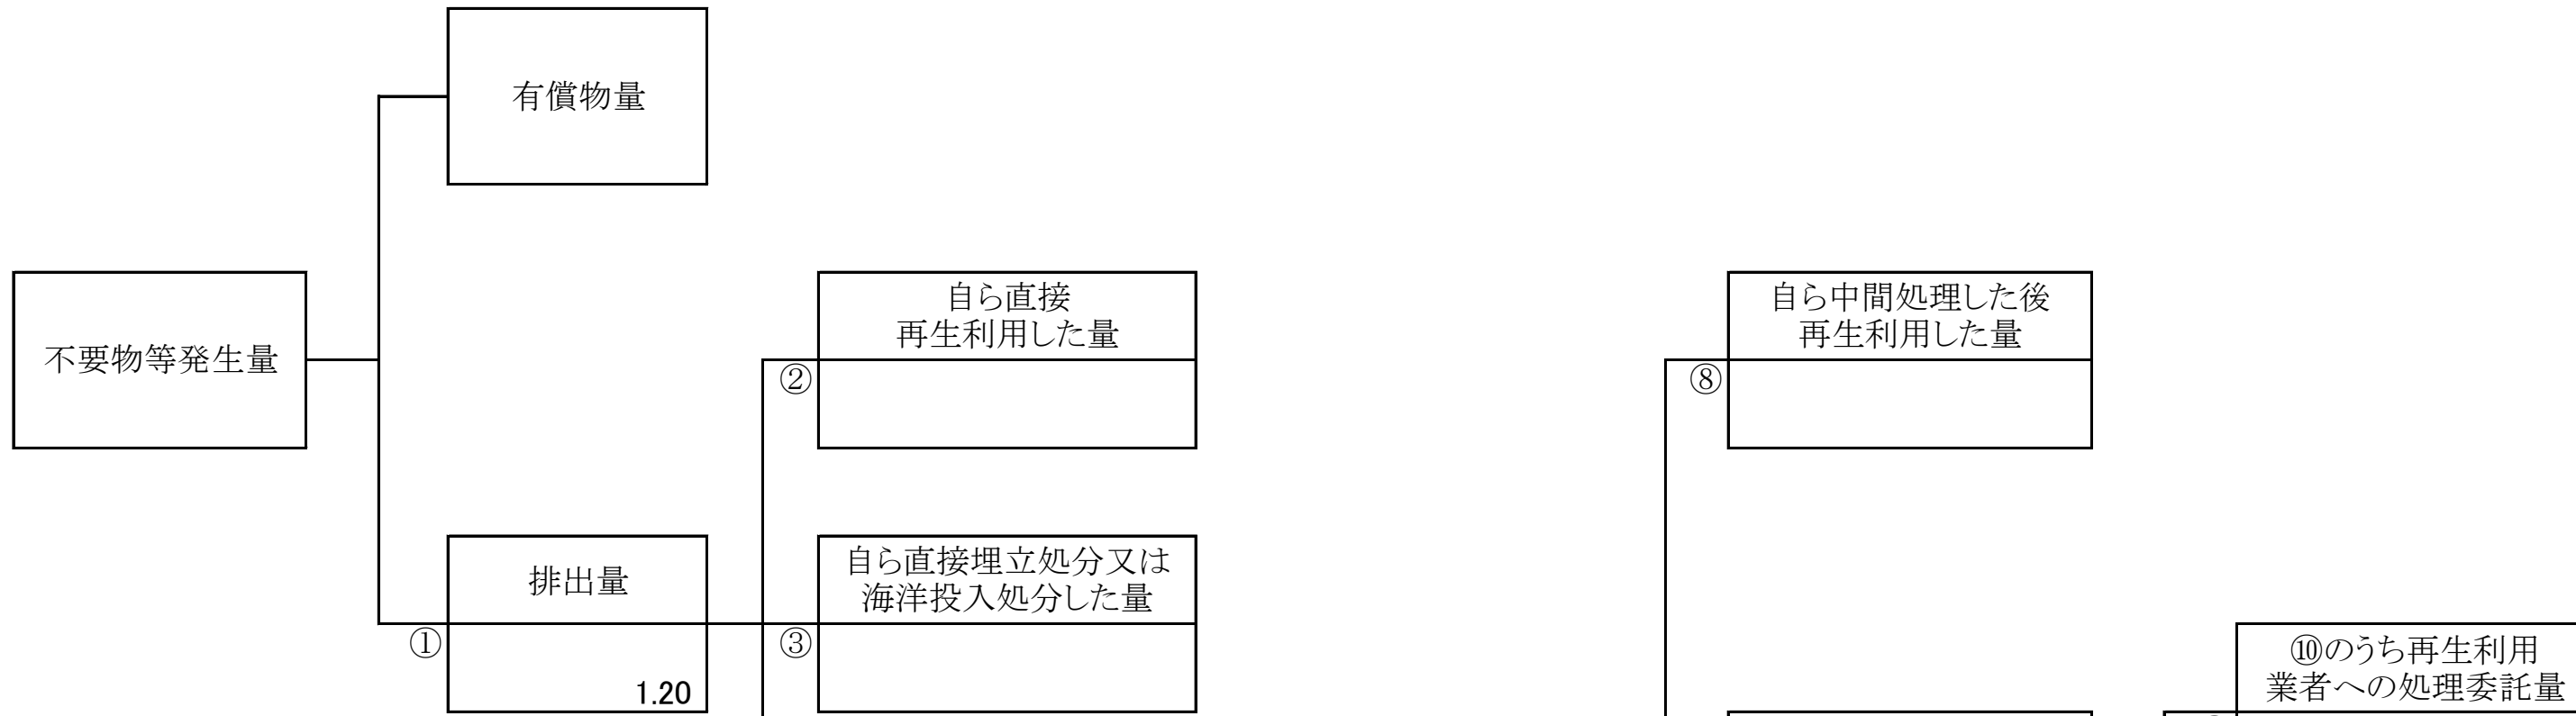 有償物量
不要物等発生量
自ら直接
再生利用した量
②
自ら中間処理した後
再生利用した量
⑧
排出量
①
1.20
自ら直接埋立処分又は
海洋投入処分した量
③
⑩のうち再生利用
業者への処理委託量